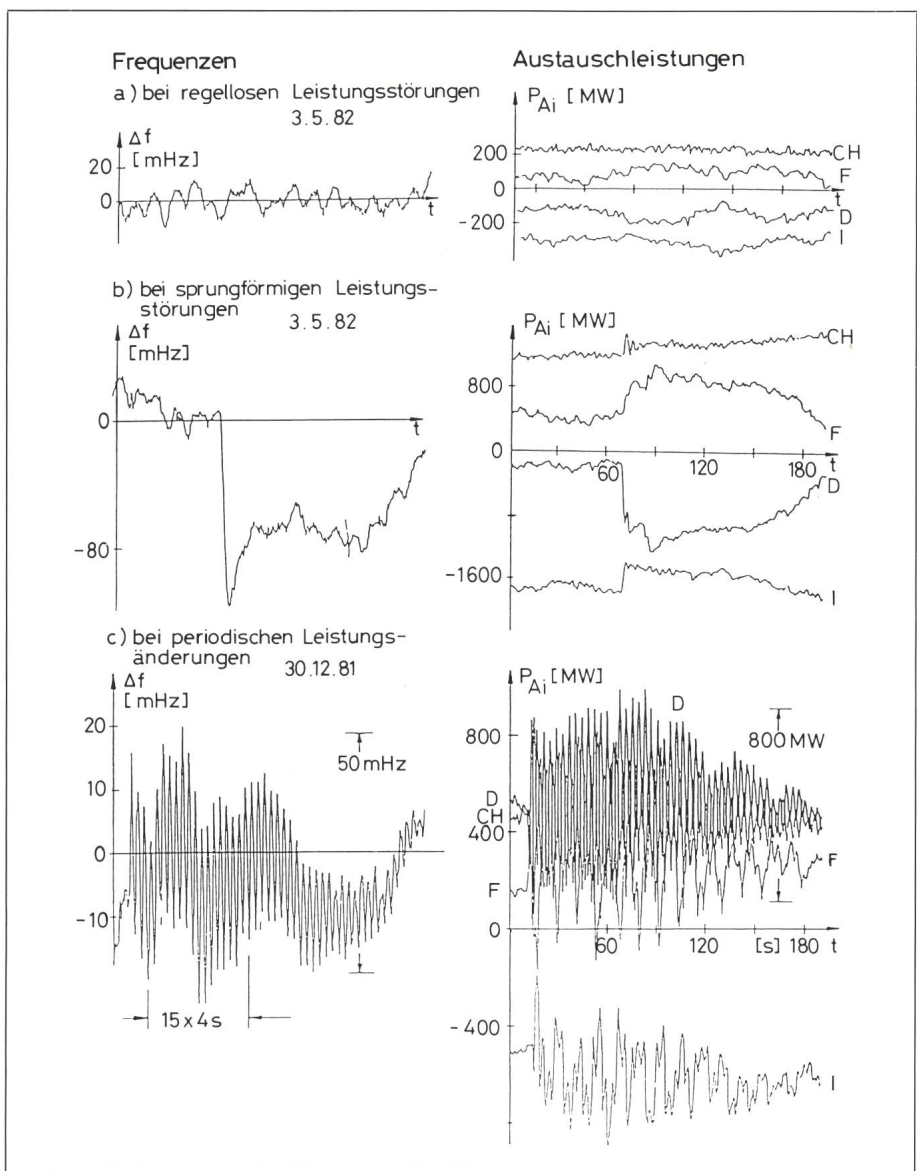 Frequenzen
a) bei regellosen Leistungsstörungen
3.5.82
Δf
[mHz]
20
0
t
Austauschleistungen
P_Ai [MW]
200
0
-200
CH
F
t
D
I
b) bei sprungförmigen Leistungs-
störungen
3.5.82
Δf
[mHz]
0
-80
t
P_Ai [MW]
800
0
-1600
60
120
180
CH
F
t
D
I
c) bei periodischen Leistungs-
änderungen
30.12.81
Δf
[mHz]
20
10
0
-10
50 mHz
15 x 4s
t
P_Ai [MW]
D
800
800 MW
D
CH
400
F
F
0
60
120
[s]
180
t
-400
I